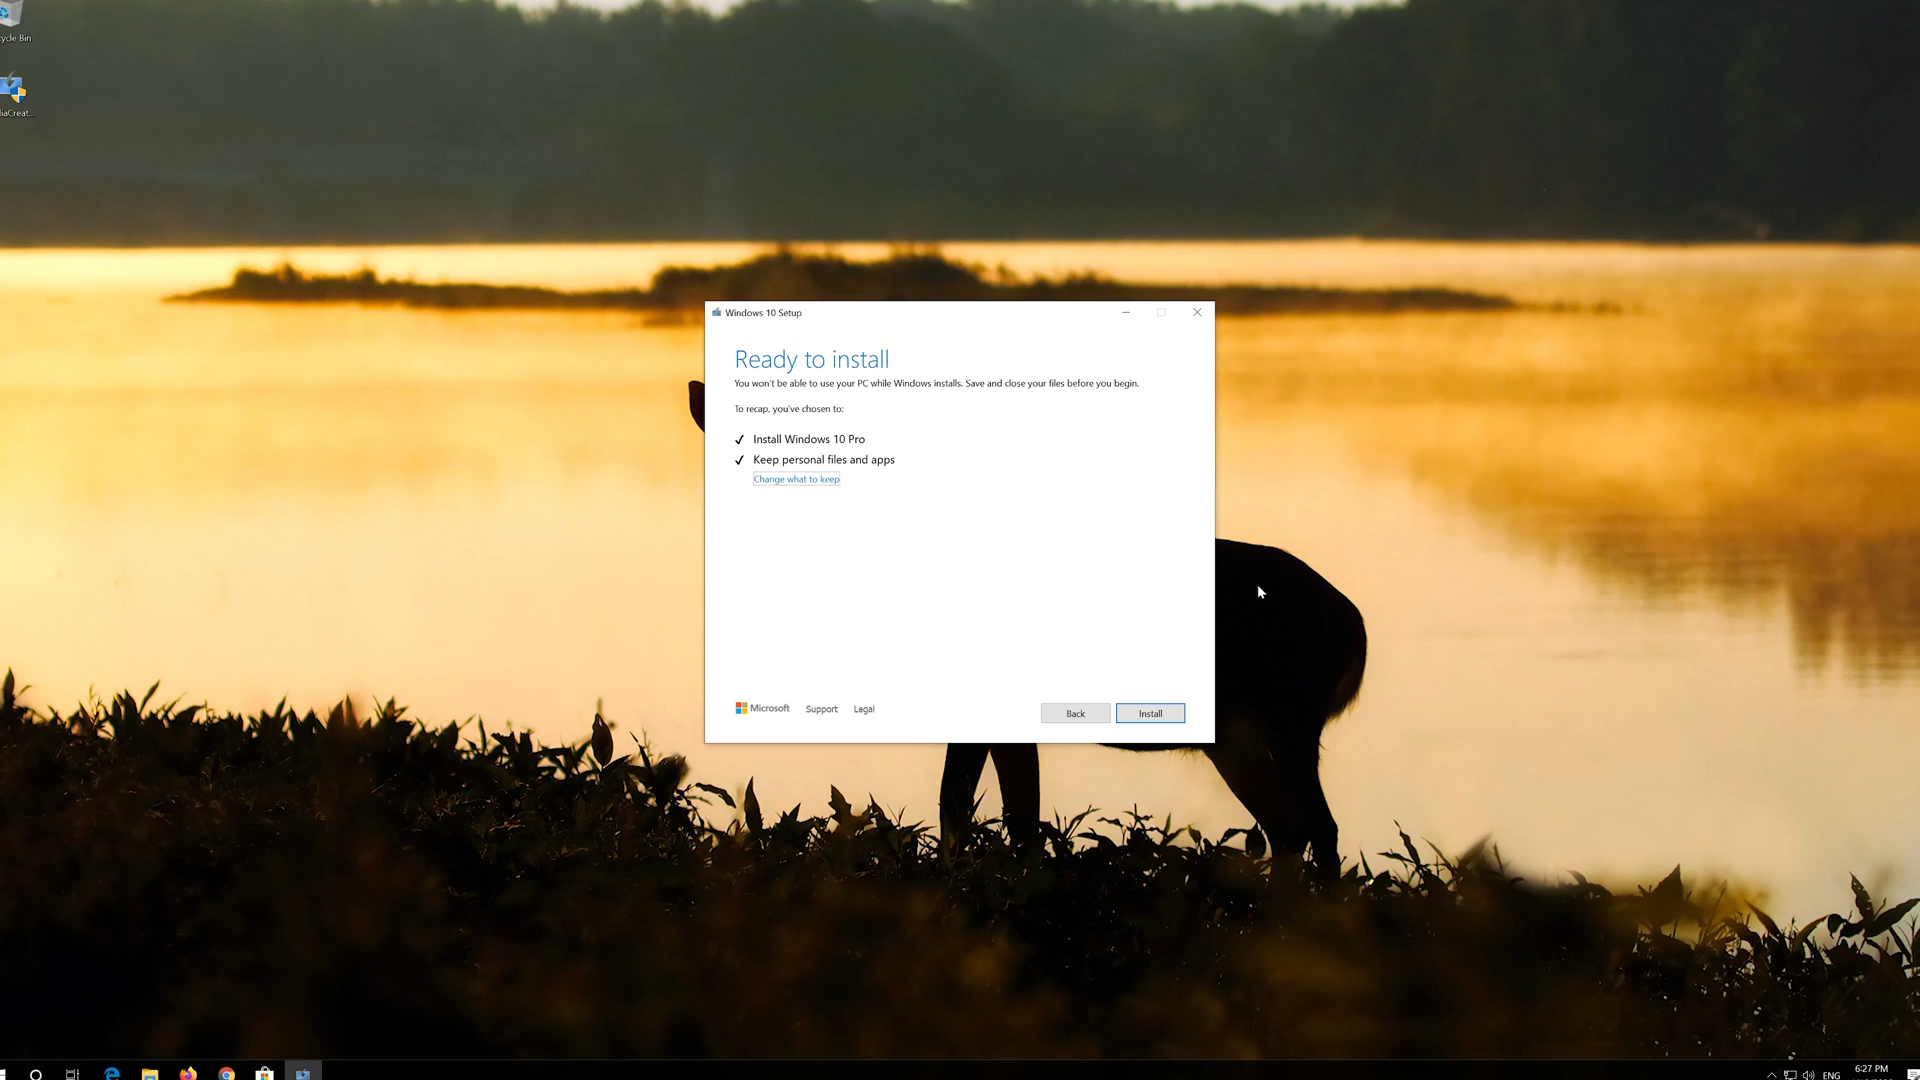 ycle Bin
iaCreat...
Windows 10 Setup
Ready to install
You won't be able to use your PC while Windows installs. Save and close your files before you begin.
To recap, you've chosen to:
Install Windows 10 Pro
Keep personal files and apps
Change what to keep
Microsoft Support Legal
Back Install
ENG
6:27 PM